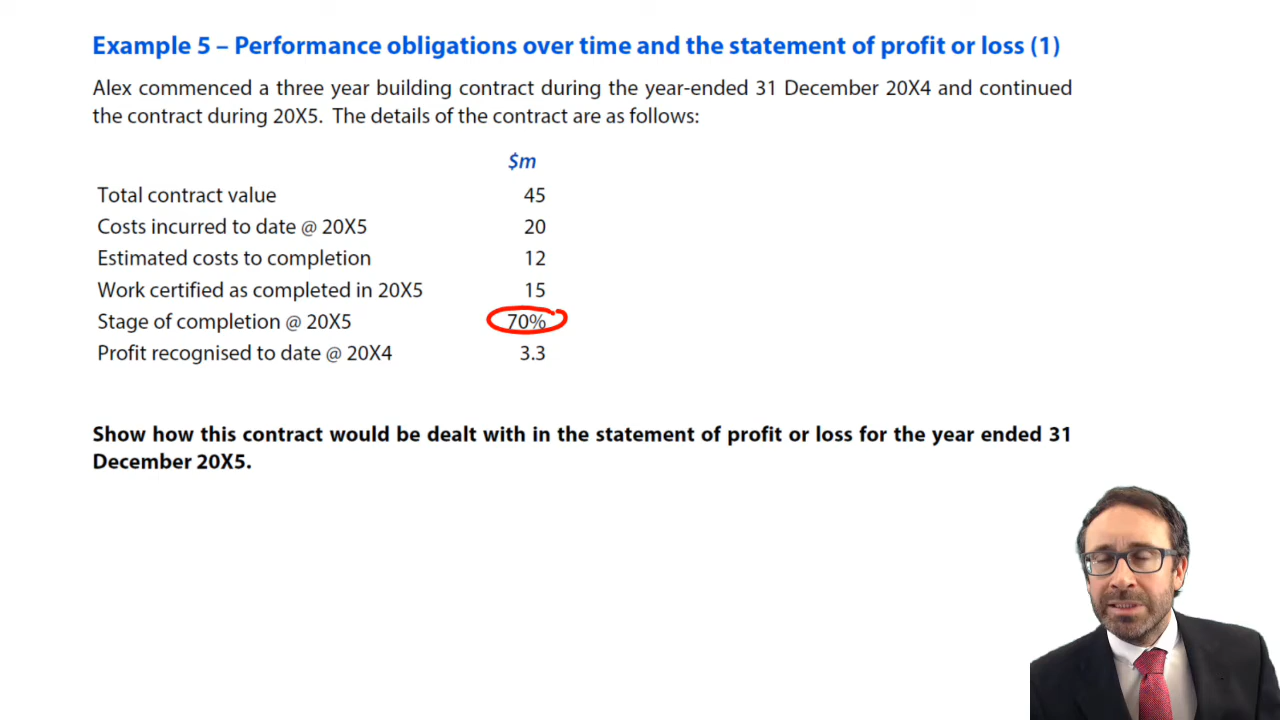 Example 5 – Performance obligations over time and the statement of profit or loss (1)
Alex commenced a three year building contract during the year-ended 31 December 20X4 and continued
the contract during 20X5. The details of the contract are as follows:
$m
Total contract value 45
Costs incurred to date @ 20X5 20
Estimated costs to completion 12
Work certified as completed in 20X5 15
Stage of completion @ 20X5 70%
Profit recognised to date @ 20X4 3.3
Show how this contract would be dealt with in the statement of profit or loss for the year ended 31
December 20X5.